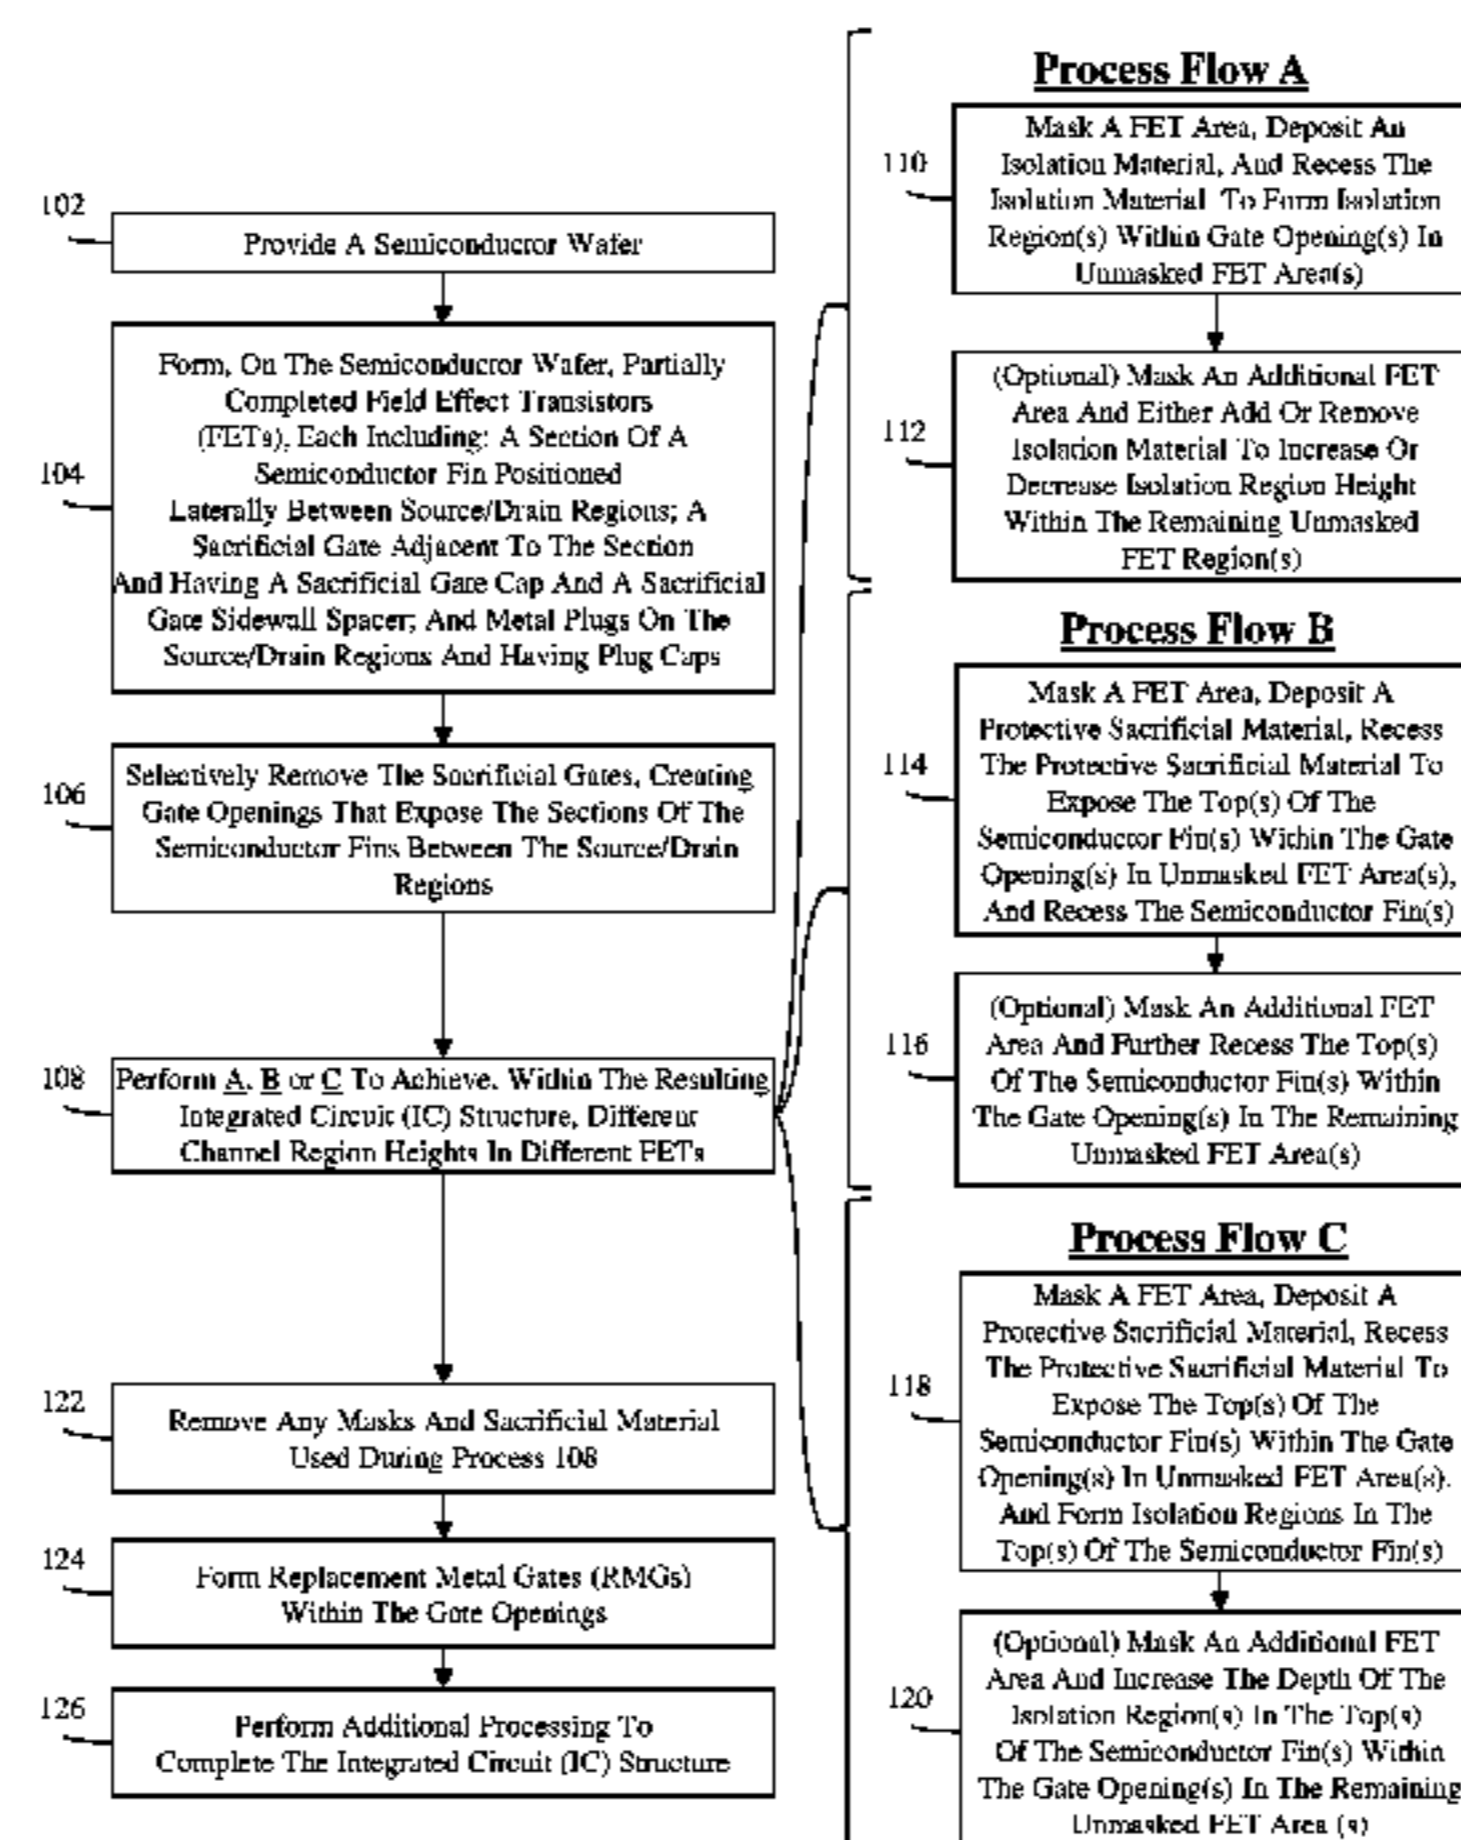 102
Provide A Semiconductor Wafer
104
Form, On The Semiconductor Wafer, Partially
Completed Field Effect Transistors
(FETs), Each Including: A Section Of A
Semiconductor Fin Positioned
Laterally Between Source/Drain Regions; A
Sacrificial Gate Adjacent To The Section
And Having A Sacrificial Gate Cap And A Sacrificial
Gate Sidewall Spacer; And Metal Plugs On The
Source/Drain Regions And Having Plug Caps
106
Selectively Remove The Sacrificial Gates, Creating
Gate Openings That Expose The Sections Of The
Semiconductor Fins Between The Source/Drain
Regions
108
Perform A, B or C To Achieve, Within The Resulting
Integrated Circuit (IC) Structure, Different
Channel Region Heights In Different FETs
122
Remove Any Masks And Sacrificial Material
Used During Process 108
124
Form Replacement Metal Gates (RMGs)
Within The Gate Openings
126
Perform Additional Processing To
Complete The Integrated Circuit (IC) Structure
Process Flow A
110
Mask A FET Area, Deposit An
Isolation Material, And Recess The
Isolation Material To Form Isolation
Region(s) Within Gate Opening(s) In
Unmasked FET Area(s)
112
(Optional) Mask An Additional FET
Area And Either Add Or Remove
Isolation Material To Increase Or
Decrease Isolation Region Height
Within The Remaining Unmasked
FET Region(s)
Process Flow B
114
Mask A FET Area, Deposit A
Protective Sacrificial Material, Recess
The Protective Sacrificial Material To
Expose The Top(s) Of The
Semiconductor Fin(s) Within The Gate
Opening(s) In Unmasked FET Area(s),
And Recess The Semiconductor Fin(s)
116
(Optional) Mask An Additional FET
Area And Further Recess The Top(s)
Of The Semiconductor Fin(s) Within
The Gate Opening(s) In The Remaining
Unmasked FET Area(s)
Process Flow C
118
Mask A FET Area, Deposit A
Protective Sacrificial Material, Recess
The Protective Sacrificial Material To
Expose The Top(s) Of The
Semiconductor Fin(s) Within The Gate
Opening(s) In Unmasked FET Area(s).
And Form Isolation Regions In The
Top(s) Of The Semiconductor Fin(s)
120
(Optional) Mask An Additional FET
Area And Increase The Depth Of The
Isolation Region(s) In The Top(s)
Of The Semiconductor Fin(s) Within
The Gate Opening(s) In The Remaining
Unmasked FET Area (s)